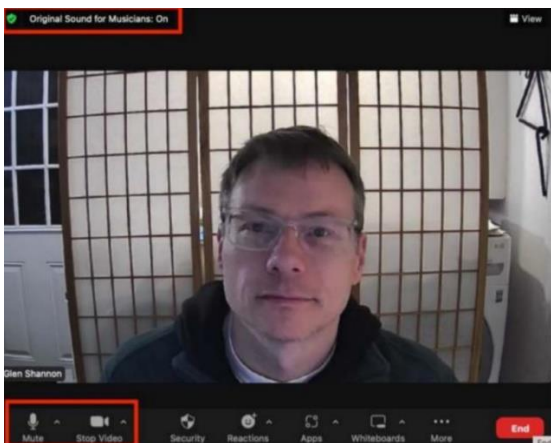 Original Sound for Musicians: On
View
Glen Shannon
Mute Stop Video Security Reactions Apps Whiteboards More End